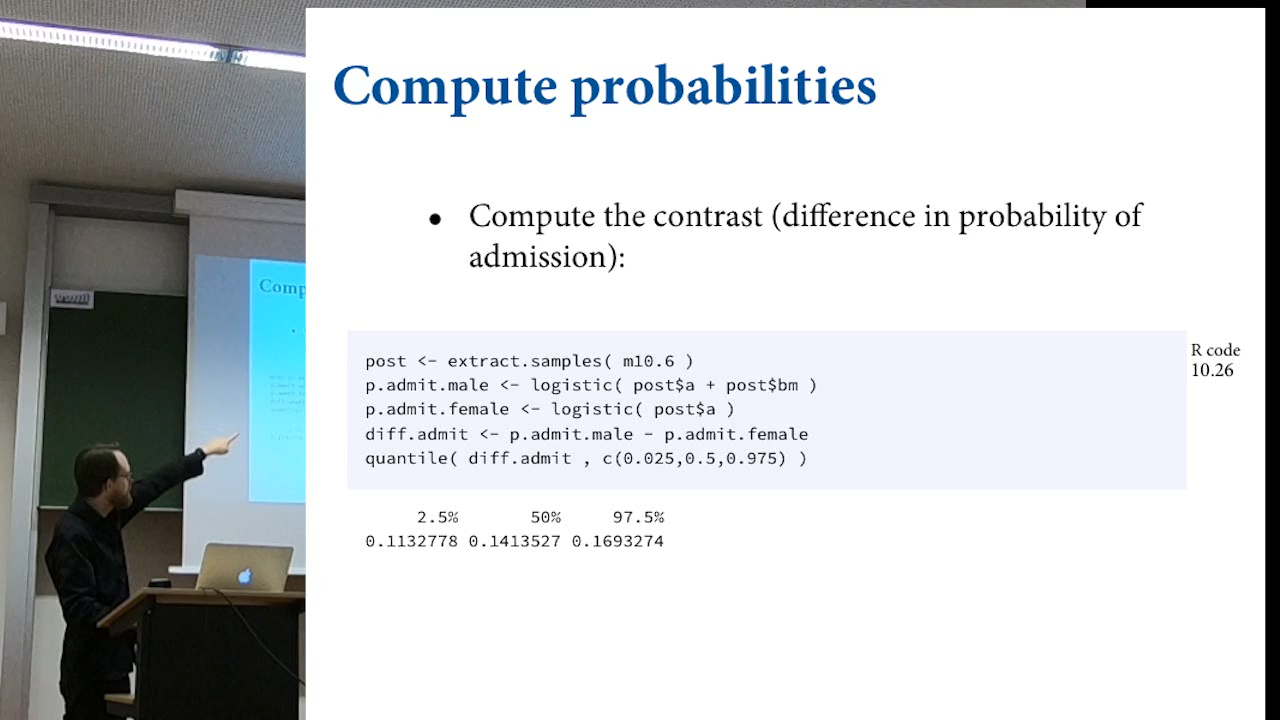 Compute probabilities
• Compute the contrast (difference in probability of
admission):
post <- extract.samples( m10.6 )
p.admit.male <- logistic( post$a + post$bm )
p.admit.female <- logistic( post$a )
diff.admit <- p.admit.male - p.admit.female
quantile( diff.admit , c(0.025,0.5,0.975) )
R code
10.26
2.5% 50% 97.5%
0.1132778 0.1413527 0.1693274
Comp